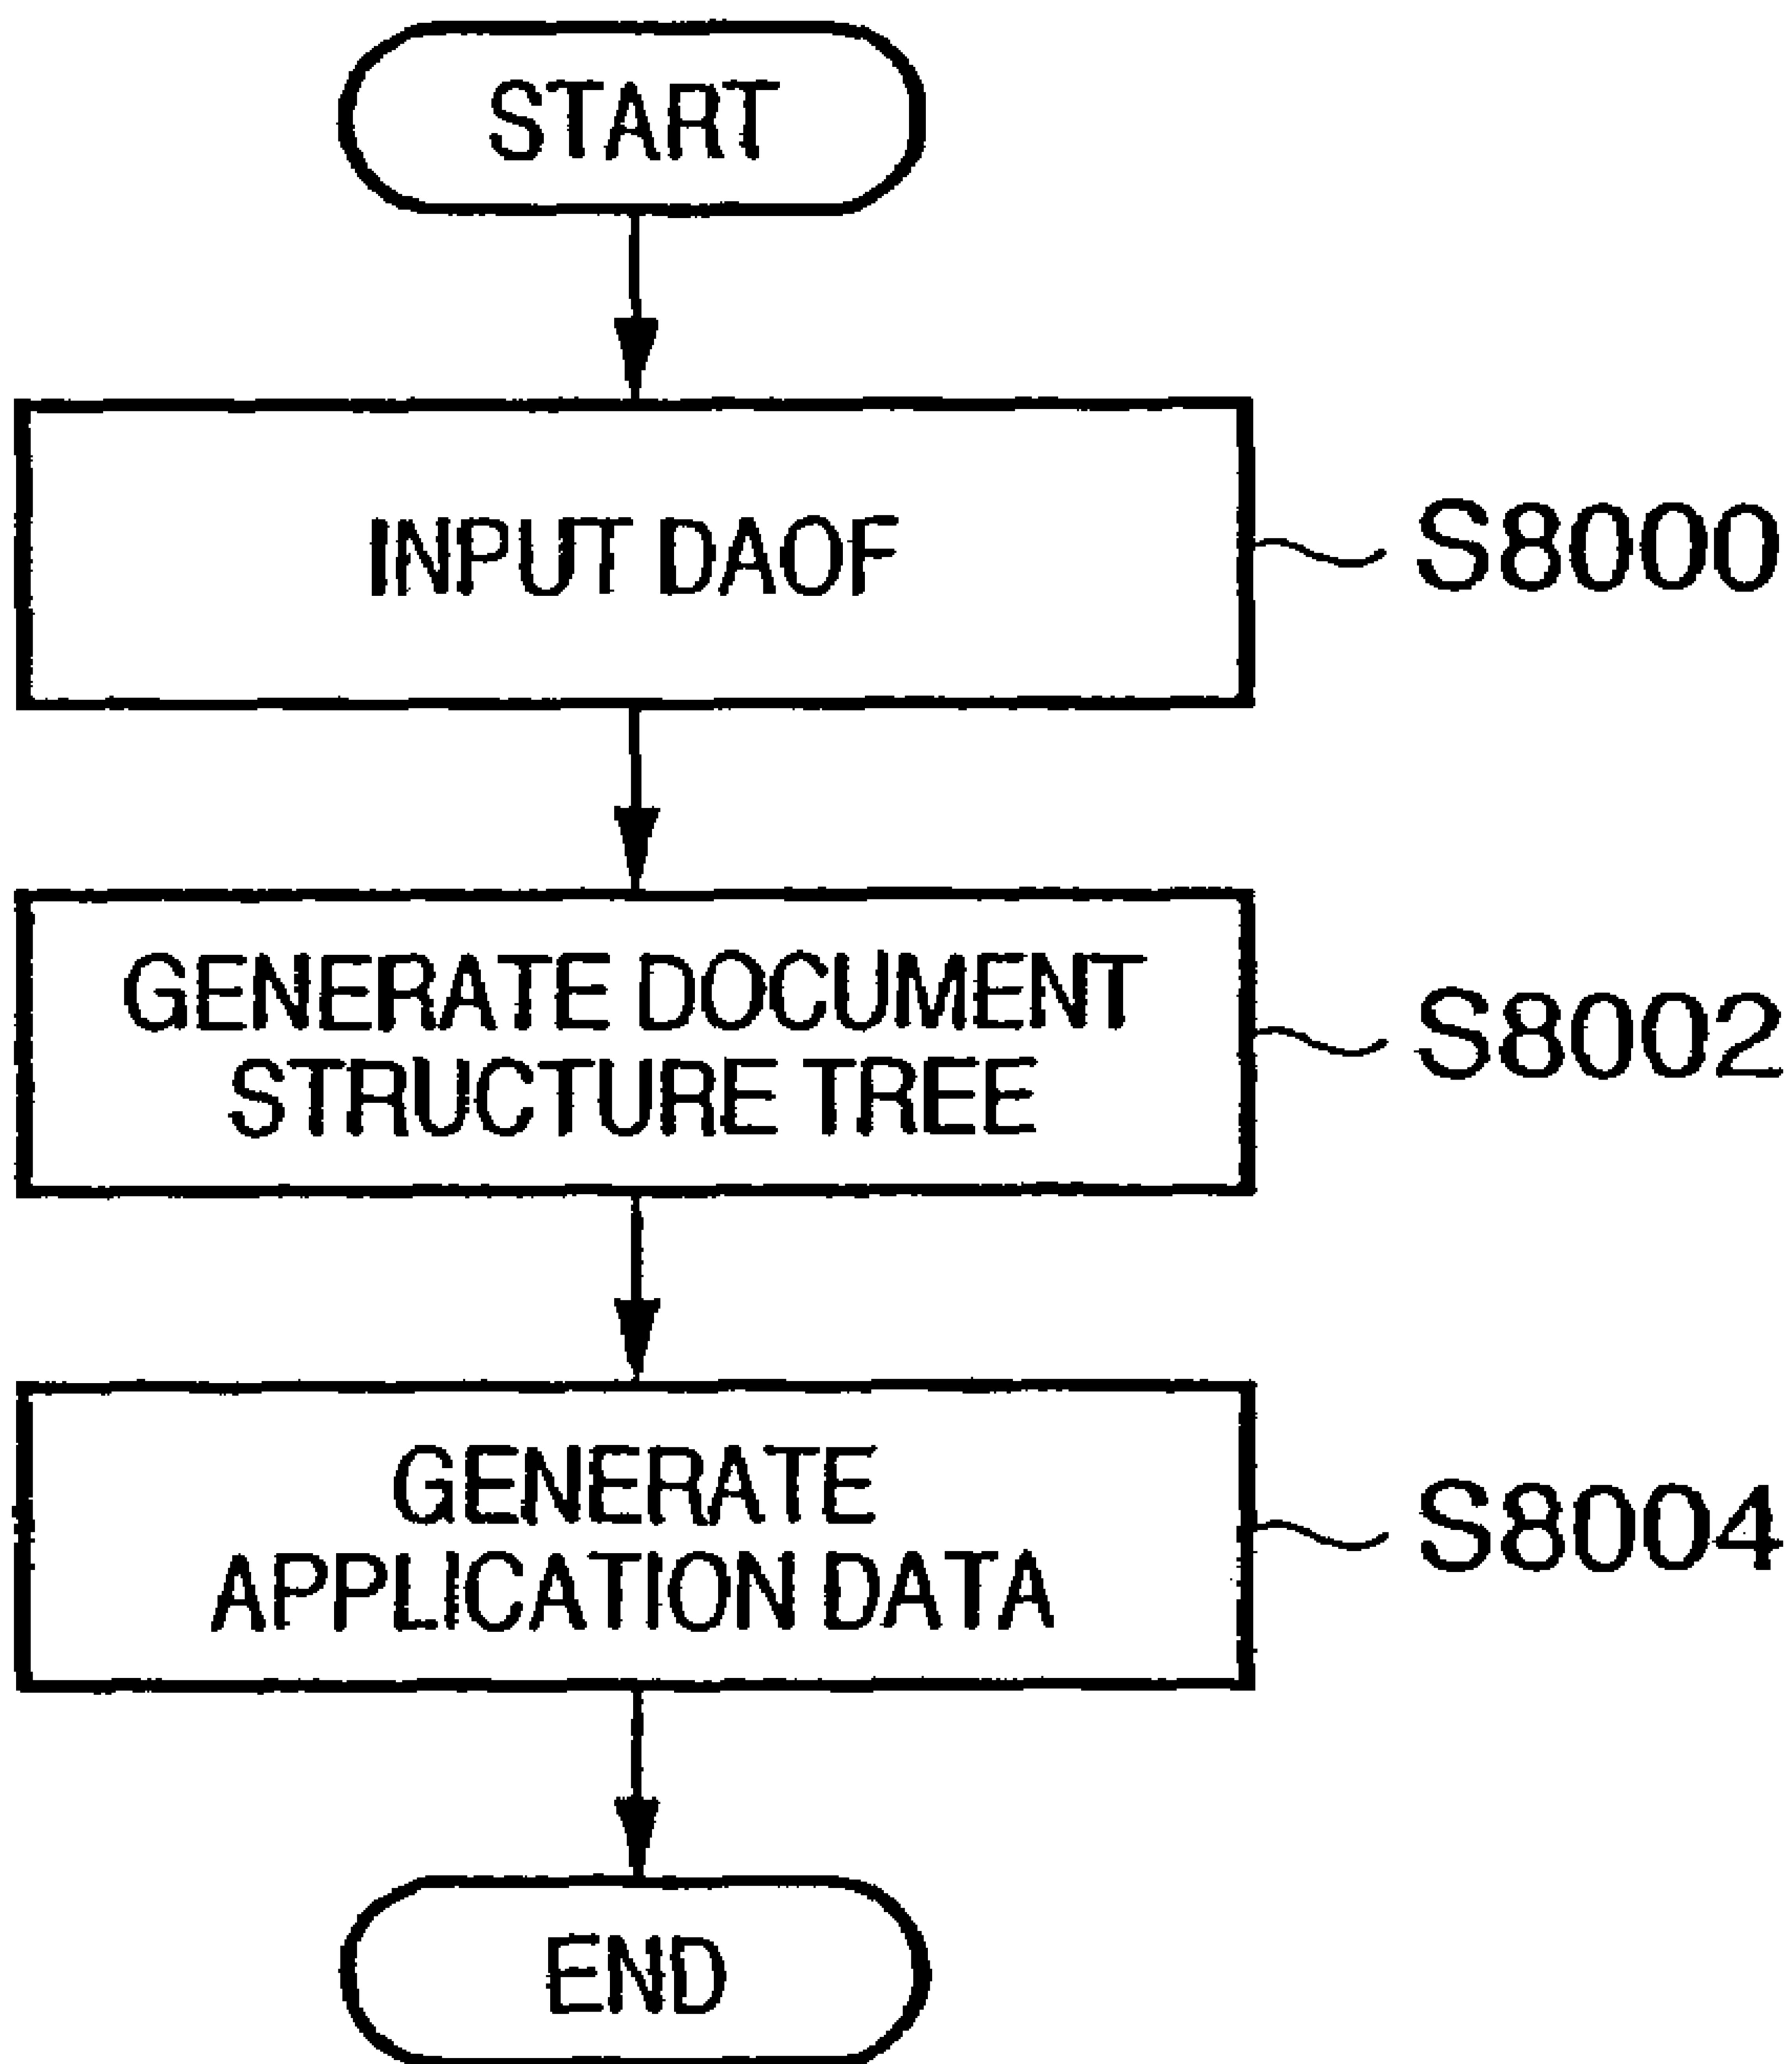 START
INPUT DAOF
S8000
GENERATE DOCUMENT
STRUCTURE TREE
S8002
GENERATE
APPLICATION DATA
S8004
END